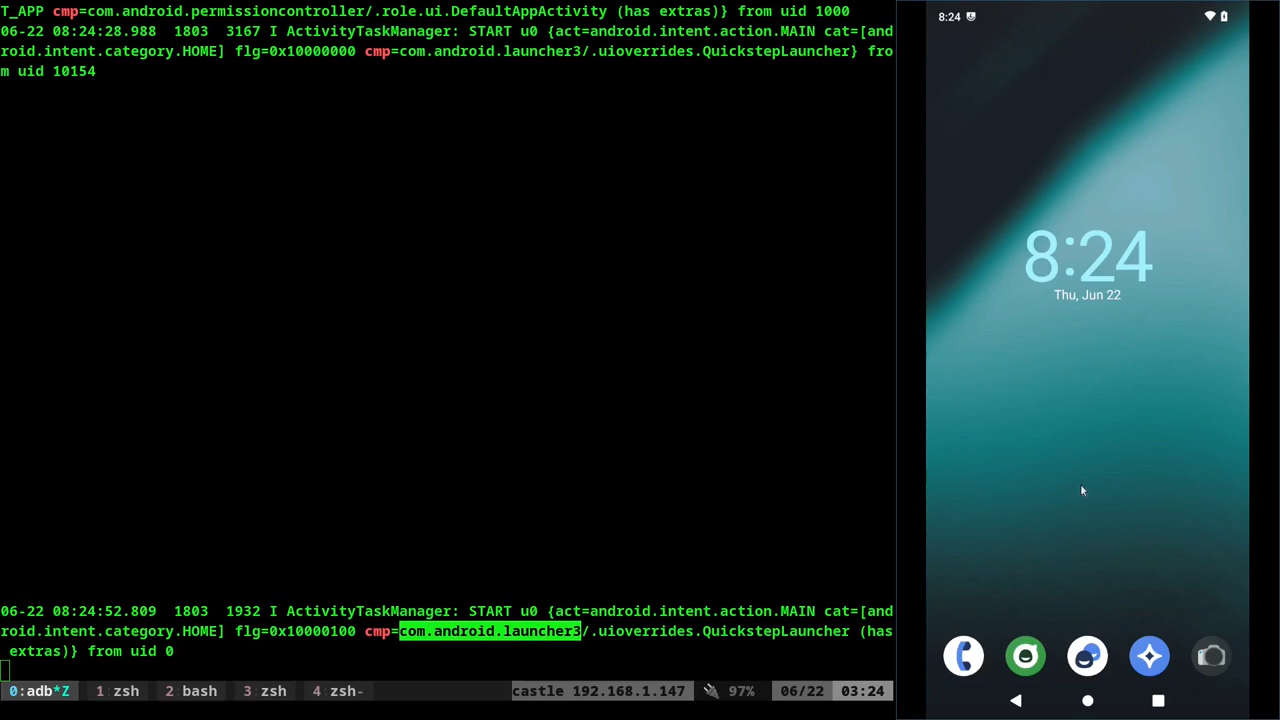 T_APP cmp=com.android.permissioncontroller/.role.ui.DefaultAppActivity (has extras)} from uid 1000
06-22 08:24:28.988  1803  3167 I ActivityTaskManager: START u0 {act=android.intent.action.MAIN cat=[and
roid.intent.category.HOME] flg=0x10000000 cmp=com.android.launcher3/.uioverrides.QuickstepLauncher} fro
m uid 10154
06-22 08:24:52.809  1803  1932 I ActivityTaskManager: START u0 {act=android.intent.action.MAIN cat=[and
roid.intent.category.HOME] flg=0x10000100 cmp=com.android.launcher3/.uioverrides.QuickstepLauncher (has
 extras)} from uid 0
0:adb*Z 1 zsh 2 bash 3 zsh 4 zsh- castle 192.168.1.147 97% 06/22 03:24
8:24
8:24
Thu, Jun 22